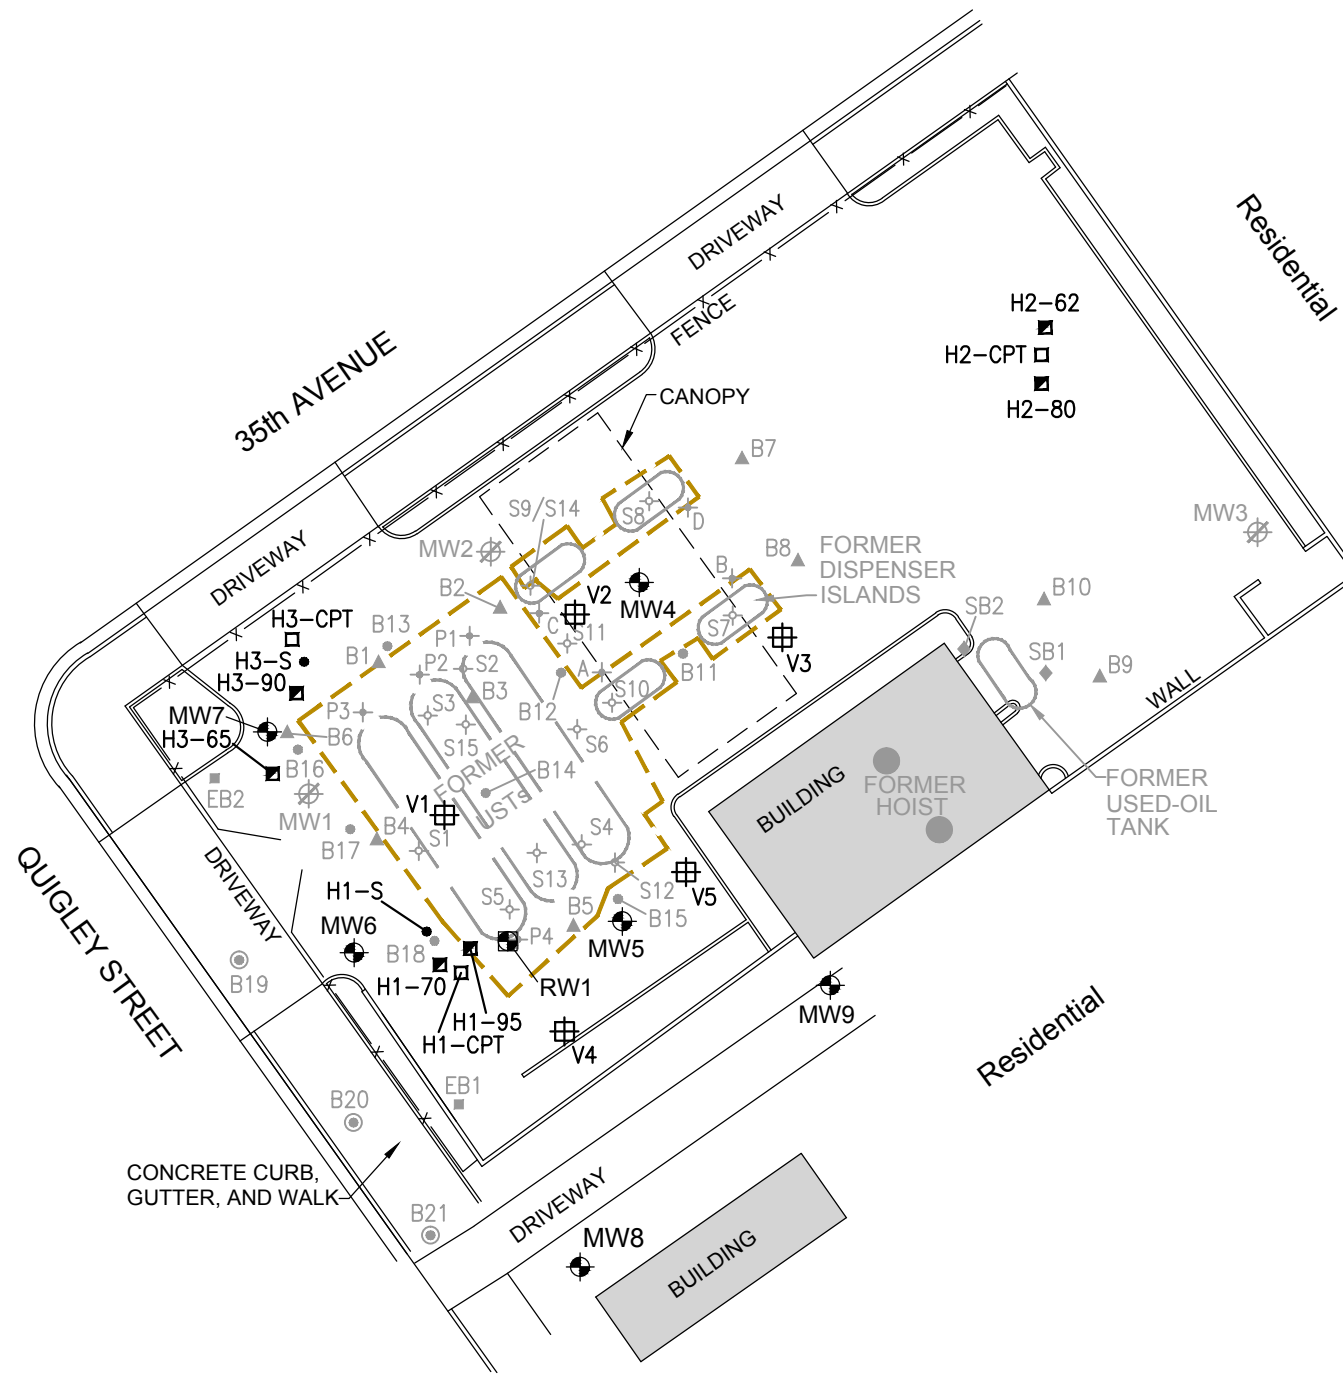 DRIVEWAY
Residential
FENCE
H2-62
35th AVENUE
H2-CPT
CANOPY
H2-80
B7
S9/S14
S8
D
MW3
DRIVEWAY
MW2
B8
FORMER
DISPENSER
ISLANDS
B
B2
V2
MW4
B10
C
S11
S7
SB2
H3-CPT
B13
P1
H3-S
B1
P2
S2
A
B11
V3
SB1
B9
H3-90
B3
B12
S10
WALL
P3
S3
MW7
B6
S15
S6
H3-65
B16
FORMER
USTs
B14
BUILDING
FORMER
HOIST
FORMER
USED-OIL
TANK
EB2
MW1
V1
B17
B4
S1
S4
QUIGLEY STREET
DRIVEWAY
S13
S12
V5
H1-S
S5
B5
B15
MW6
B18
P4
MW5
B19
H1-70
RW1
MW9
H1-95
H1-CPT
V4
Residential
B20
EB1
CONCRETE CURB,
GUTTER, AND WALK
B21
DRIVEWAY
MW8
BUILDING